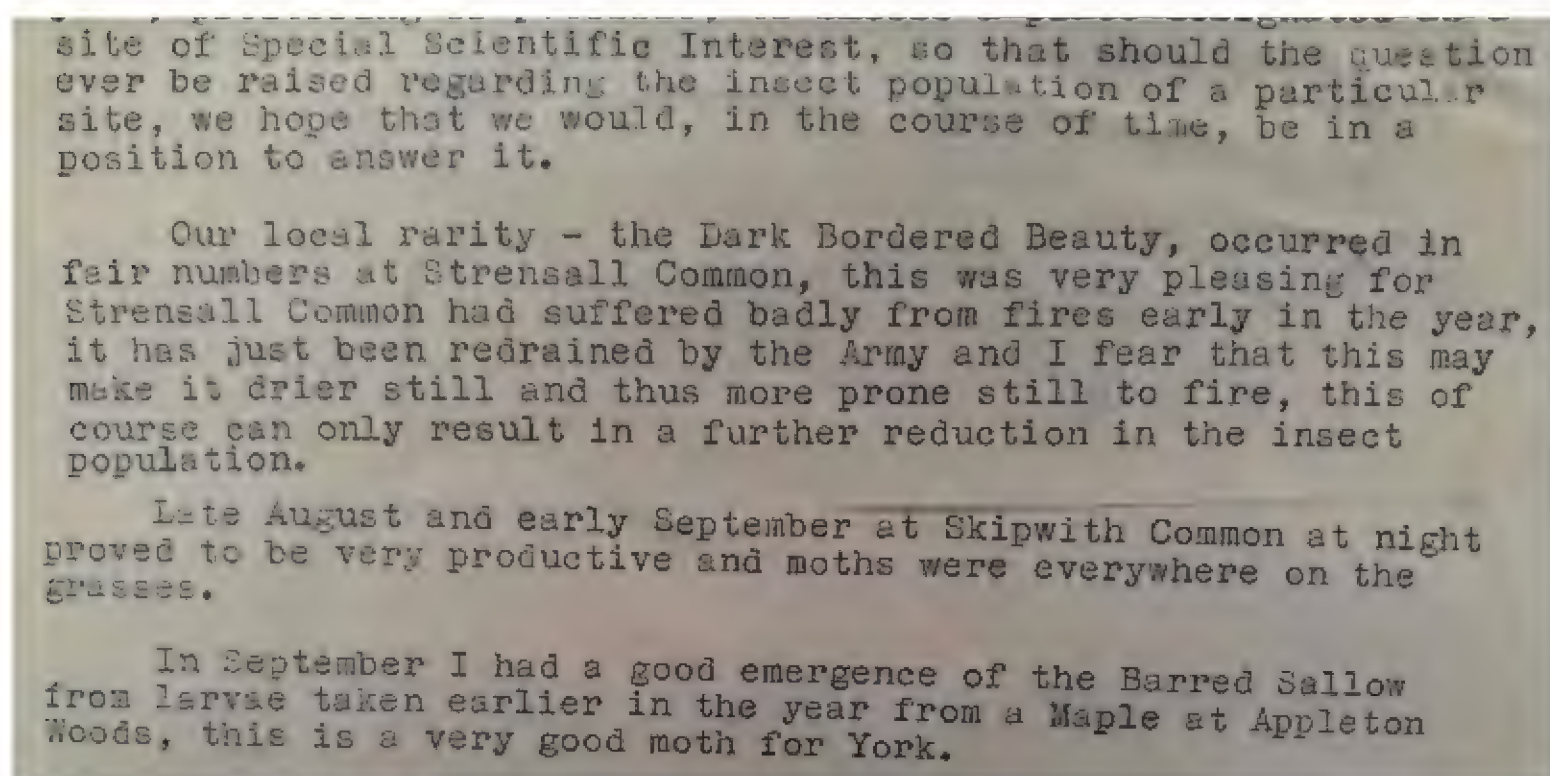 site of Special Scientific Interest, so that should the question
ever be raised regarding the insect population of a particular
site, we hope that we would, in the course of time, be in a
position to answer it.
Our local rarity - the Dark Bordered Beauty, occurred in
fair numbers at Strensall Common, this was very pleasing for
Strensall Common had suffered badly from fires early in the year,
it has just been redrained by the Army and I fear that this may
make it drier still and thus more prone still to fire, this of
course can only result in a further reduction in the insect
population.
Late August and early September at Skipwith Common at night
proved to be very productive and moths were everywhere on the
grasses.
In September I had a good emergence of the Barred Sallow
from larvae taken earlier in the year from a Maple at Appleton
Woods, this is a very good moth for York.